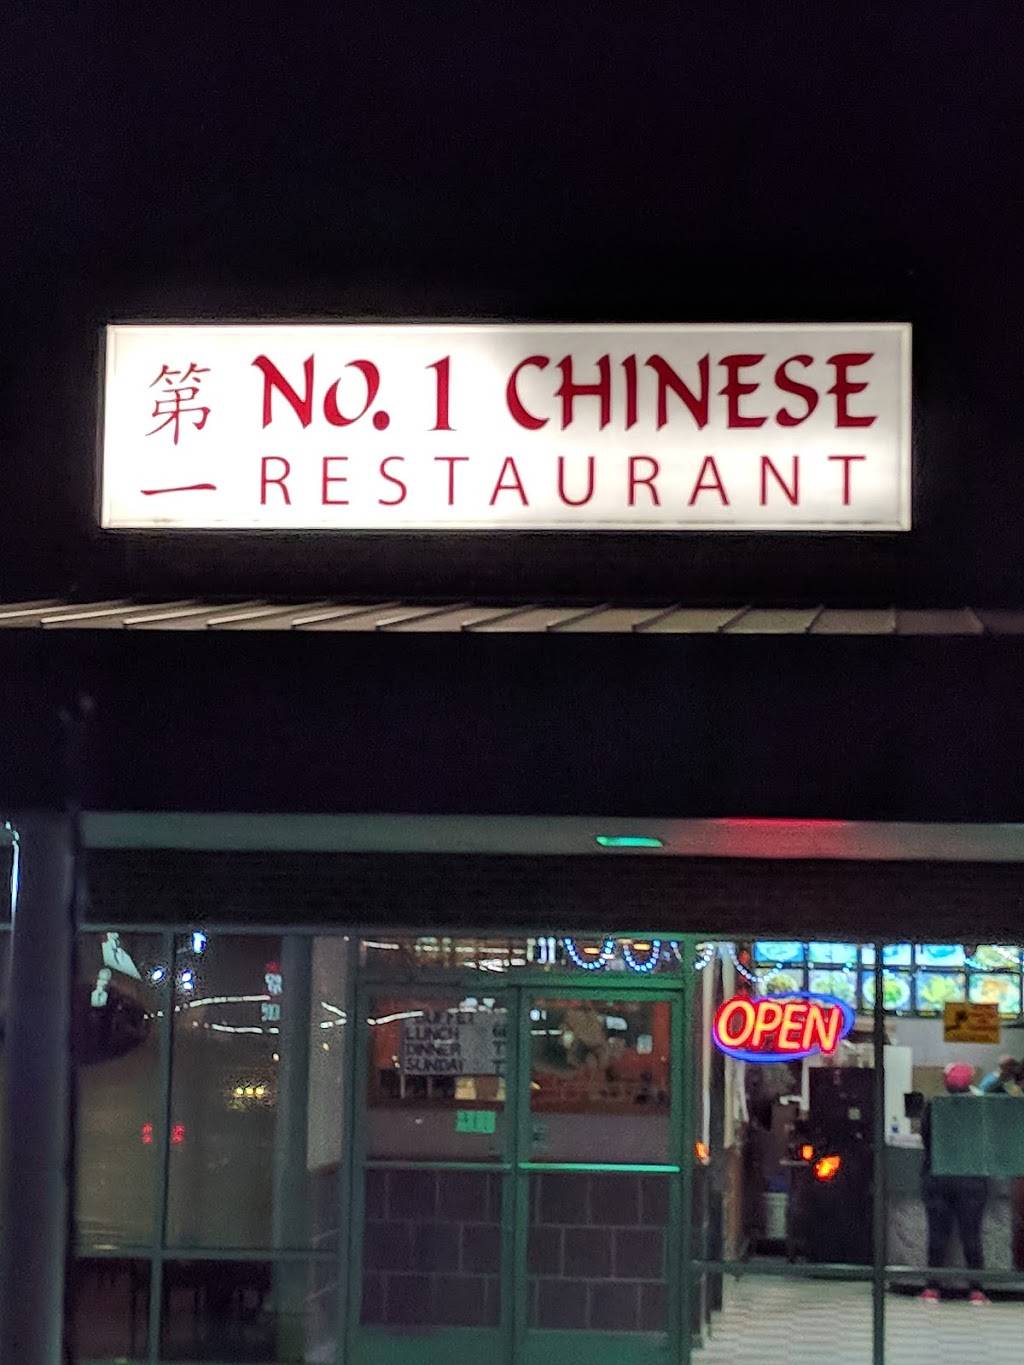 第一
NO. 1 CHINESE
RESTAURANT
OPEN
LUNCH
DINNER
SUNDAY